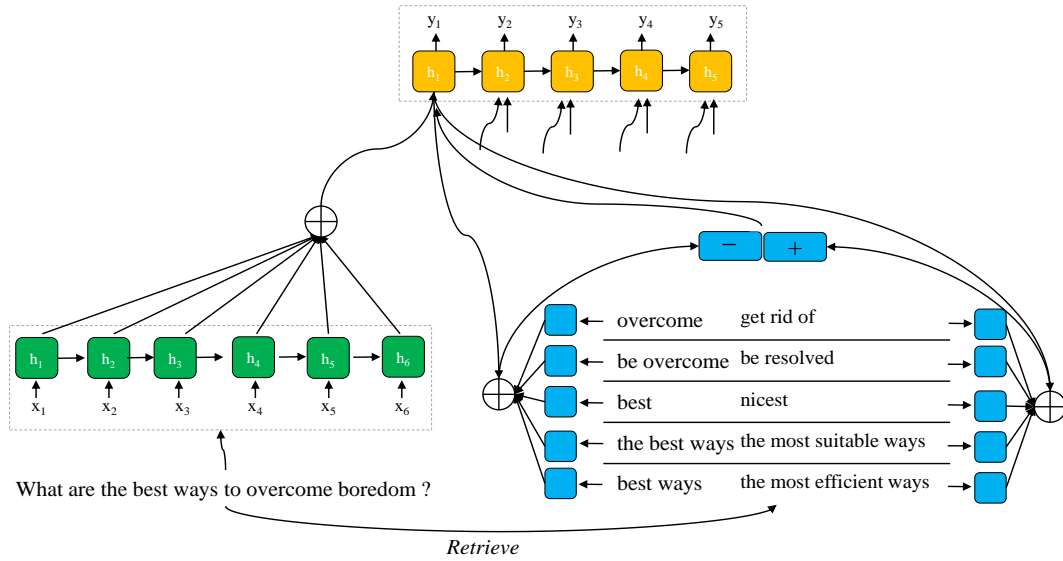 y₁ y₂ y₃ y₄ y₅
h₁ h₂ h₃ h₄ h₅
− +
overcome get rid of
be overcome be resolved
best nicest
the best ways the most suitable ways
best ways the most efficient ways
h₁ h₂ h₃ h₄ h₅ h₆
x₁ x₂ x₃ x₄ x₅ x₆
What are the best ways to overcome boredom ?
Retrieve